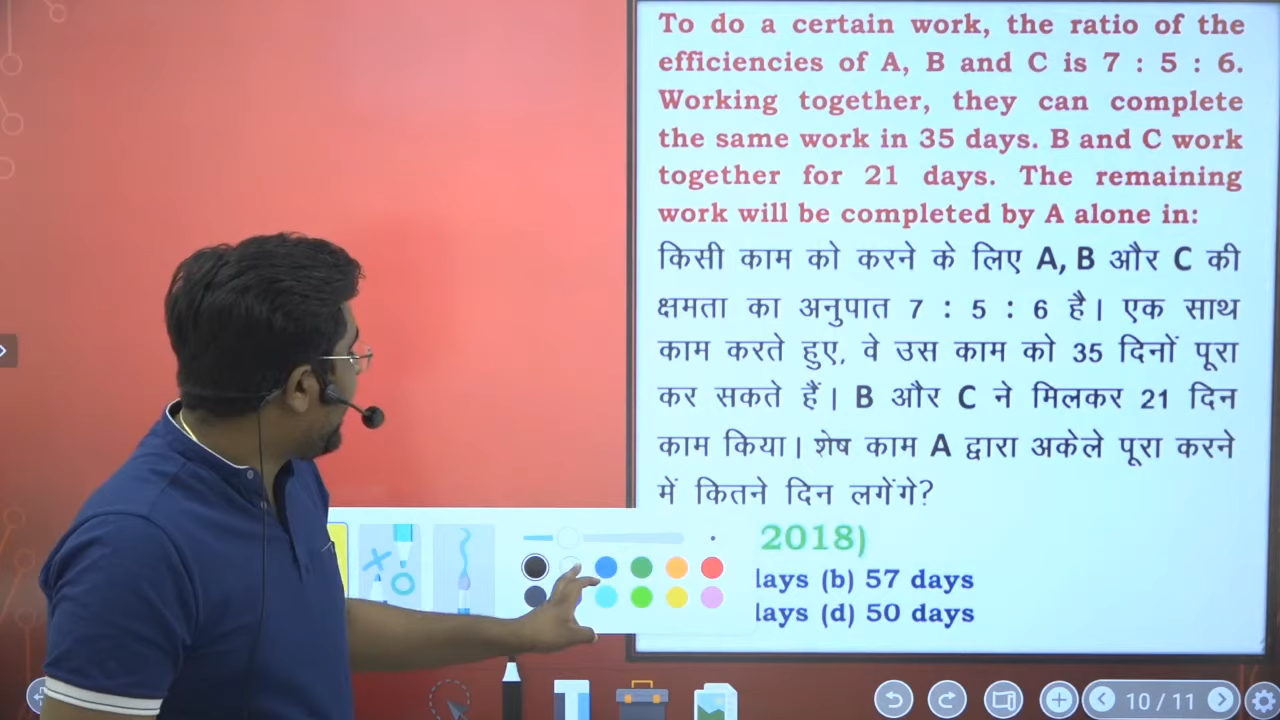 To do a certain work, the ratio of the
efficiencies of A, B and C is 7 : 5 : 6.
Working together, they can complete
the same work in 35 days. B and C work
together for 21 days. The remaining
work will be completed by A alone in:
किसी काम को करने के लिए A, B और C की
क्षमता का अनुपात 7 : 5 : 6 है। एक साथ
काम करते हुए, वे उस काम को 35 दिनों पूरा
कर सकते हैं। B और C ने मिलकर 21 दिन
काम किया। शेष काम A द्वारा अकेले पूरा करने
में कितने दिन लगेंगे?
2018)
(b) 57 days
(d) 50 days
10 / 11